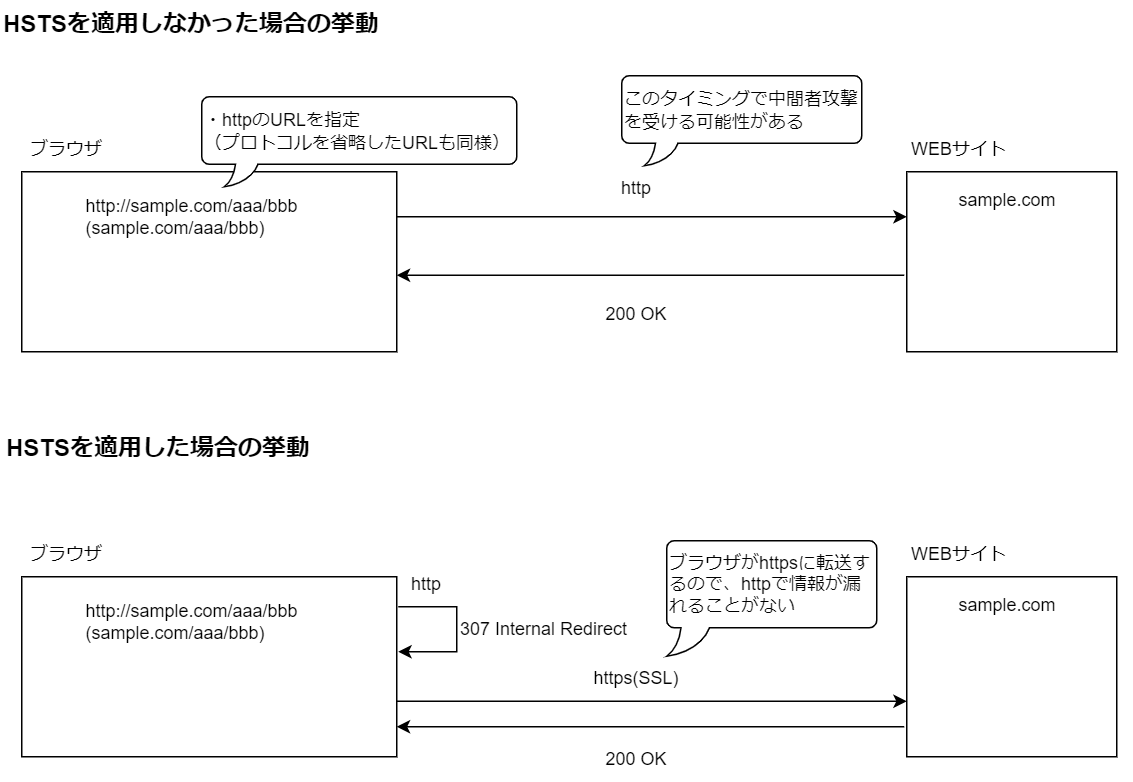 HSTSを適用しなかった場合の挙動
・httpのURLを指定
（プロトコルを省略したURLも同様）
このタイミングで中間者攻撃
を受ける可能性がある
ブラウザ
WEBサイト
http://sample.com/aaa/bbb
(sample.com/aaa/bbb)
http
sample.com
200 OK
HSTSを適用した場合の挙動
ブラウザ
WEBサイト
ブラウザがhttpsに転送す
るので、httpで情報が漏
れることがない
http://sample.com/aaa/bbb
(sample.com/aaa/bbb)
http
307 Internal Redirect
sample.com
https(SSL)
200 OK